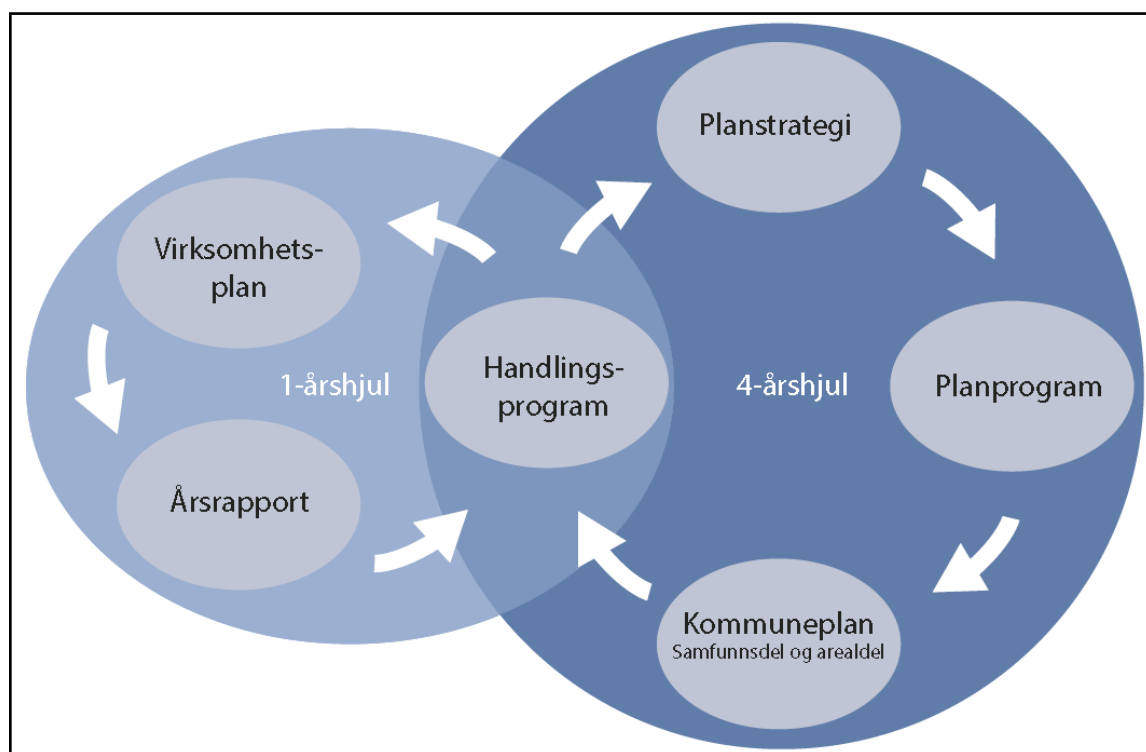 Planstrategi
Virksomhets-
plan
1-årshjul
Handlings-
program
4-årshjul
Planprogram
Årsrapport
Kommuneplan
Samfunnsdel og arealdel